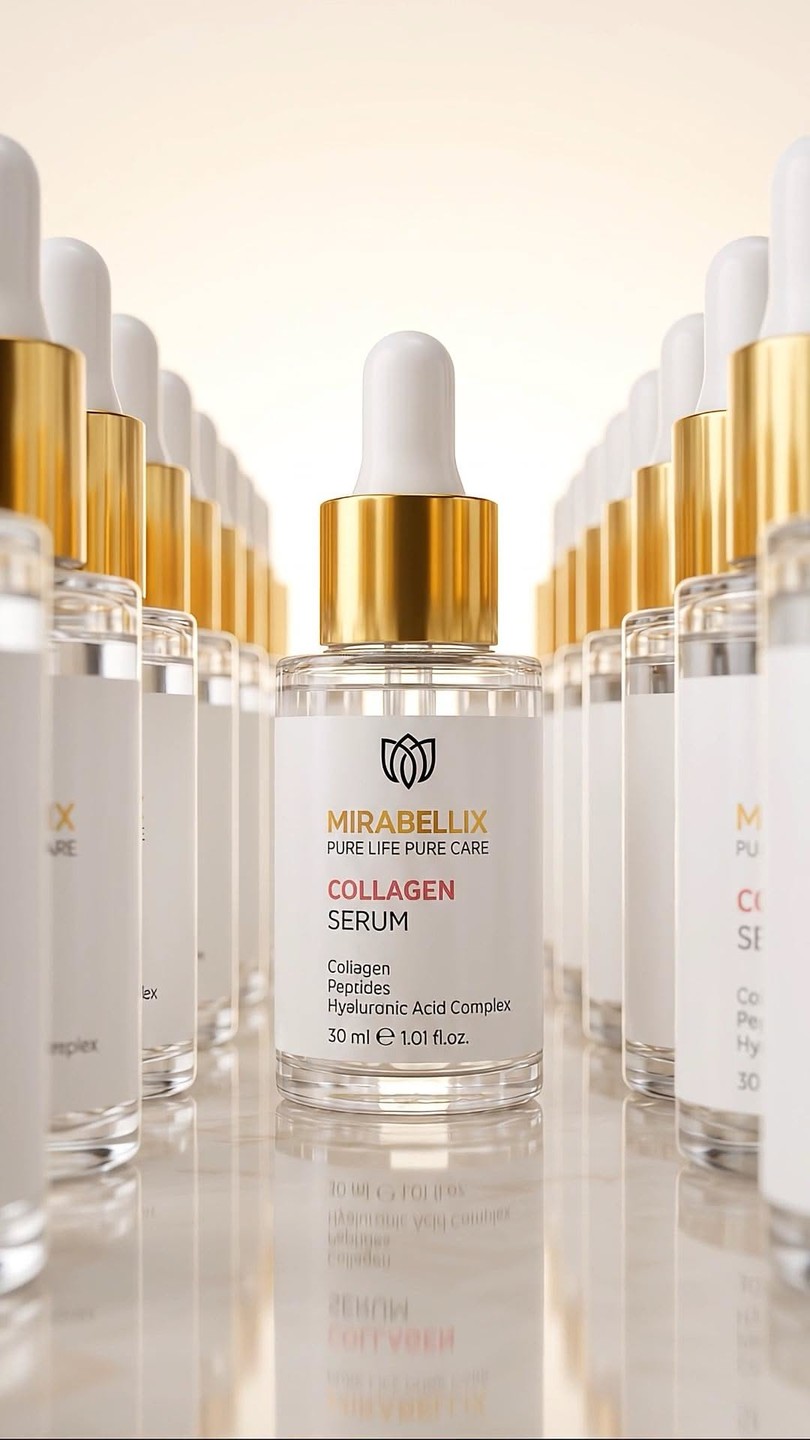 MIRABELLIX
PURE LIFE PURE CARE
COLLAGEN
SERUM
Collagen
Peptides
Hyaluronic Acid Complex
30 ml ℮ 1.01 fl.oz.